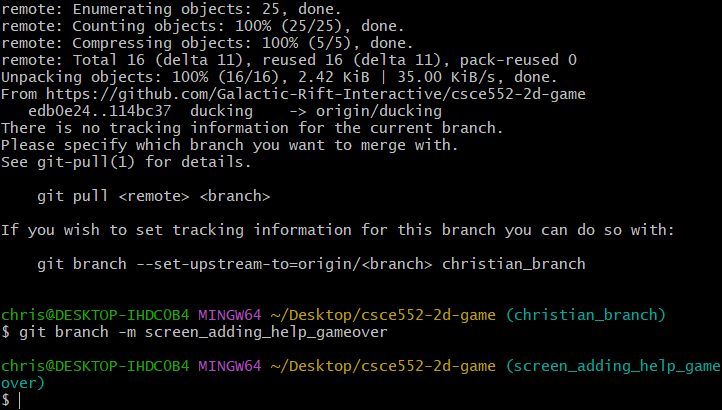 remote: Enumerating objects: 25, done.
remote: Counting objects: 100% (25/25), done.
remote: Compressing objects: 100% (5/5), done.
remote: Total 16 (delta 11), reused 16 (delta 11), pack-reused 0
Unpacking objects: 100% (16/16), 2.42 KiB | 35.00 KiB/s, done.
From https://github.com/Galactic-Rift-Interactive/csce552-2d-game
   edb0e24..114bc37  ducking    -> origin/ducking
There is no tracking information for the current branch.
Please specify which branch you want to merge with.
See git-pull(1) for details.

    git pull <remote> <branch>

If you wish to set tracking information for this branch you can do so with:

    git branch --set-upstream-to=origin/<branch> christian_branch

chris@DESKTOP-IHDC0B4 MINGW64 ~/Desktop/csce552-2d-game (christian_branch)
$ git branch -m screen_adding_help_gameover

chris@DESKTOP-IHDC0B4 MINGW64 ~/Desktop/csce552-2d-game (screen_adding_help_game
over)
$